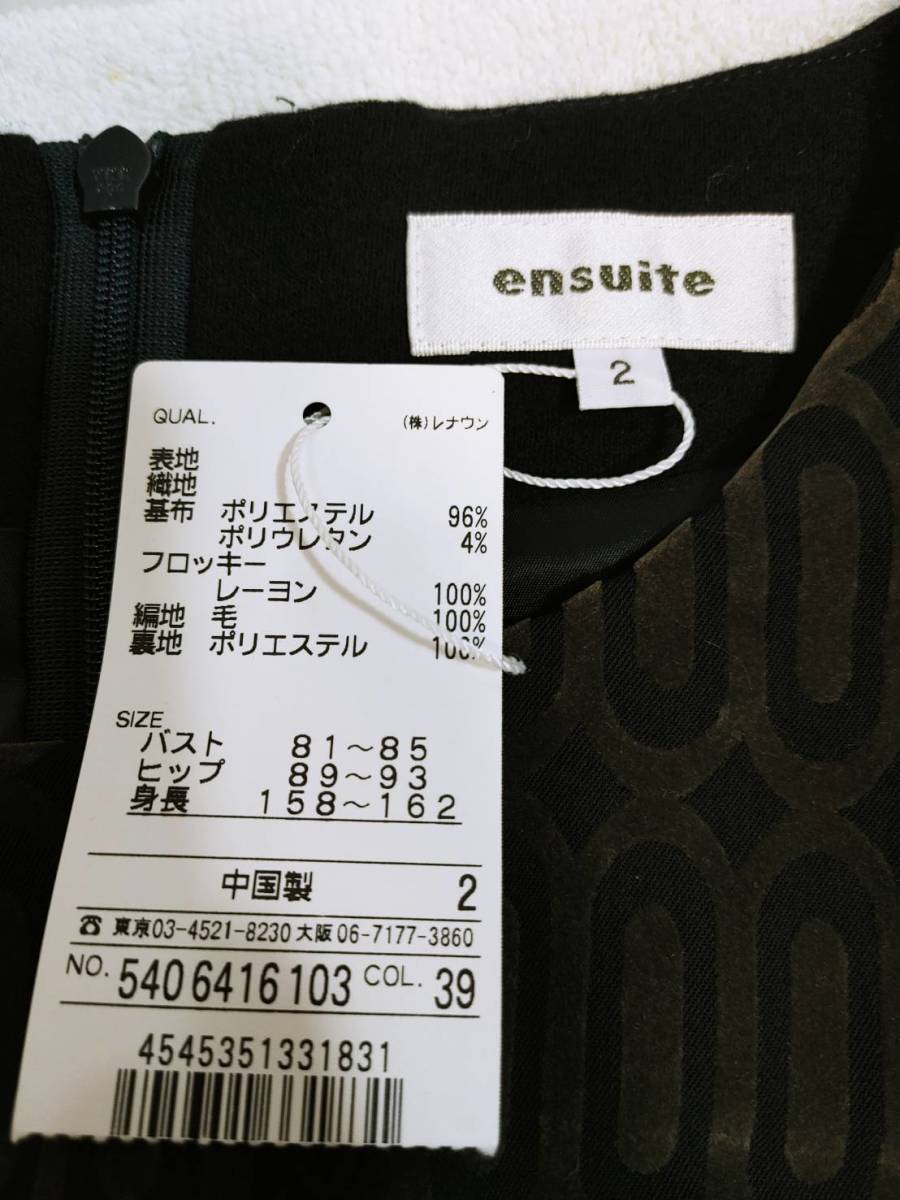 ensuite
2
QUAL.
(株)レナウン
表地
織地
基布 ポリエステル 96%
ポリウレタン 4%
フロッキー
レーヨン 100%
編地 毛 100%
裏地 ポリエステル 100%
SIZE
バスト 81～85
ヒップ 89～93
身長 158～162
中国製 2
☎ 東京03-4521-8230 大阪06-7177-3860
NO. 5406416103 COL. 39
4545351331831